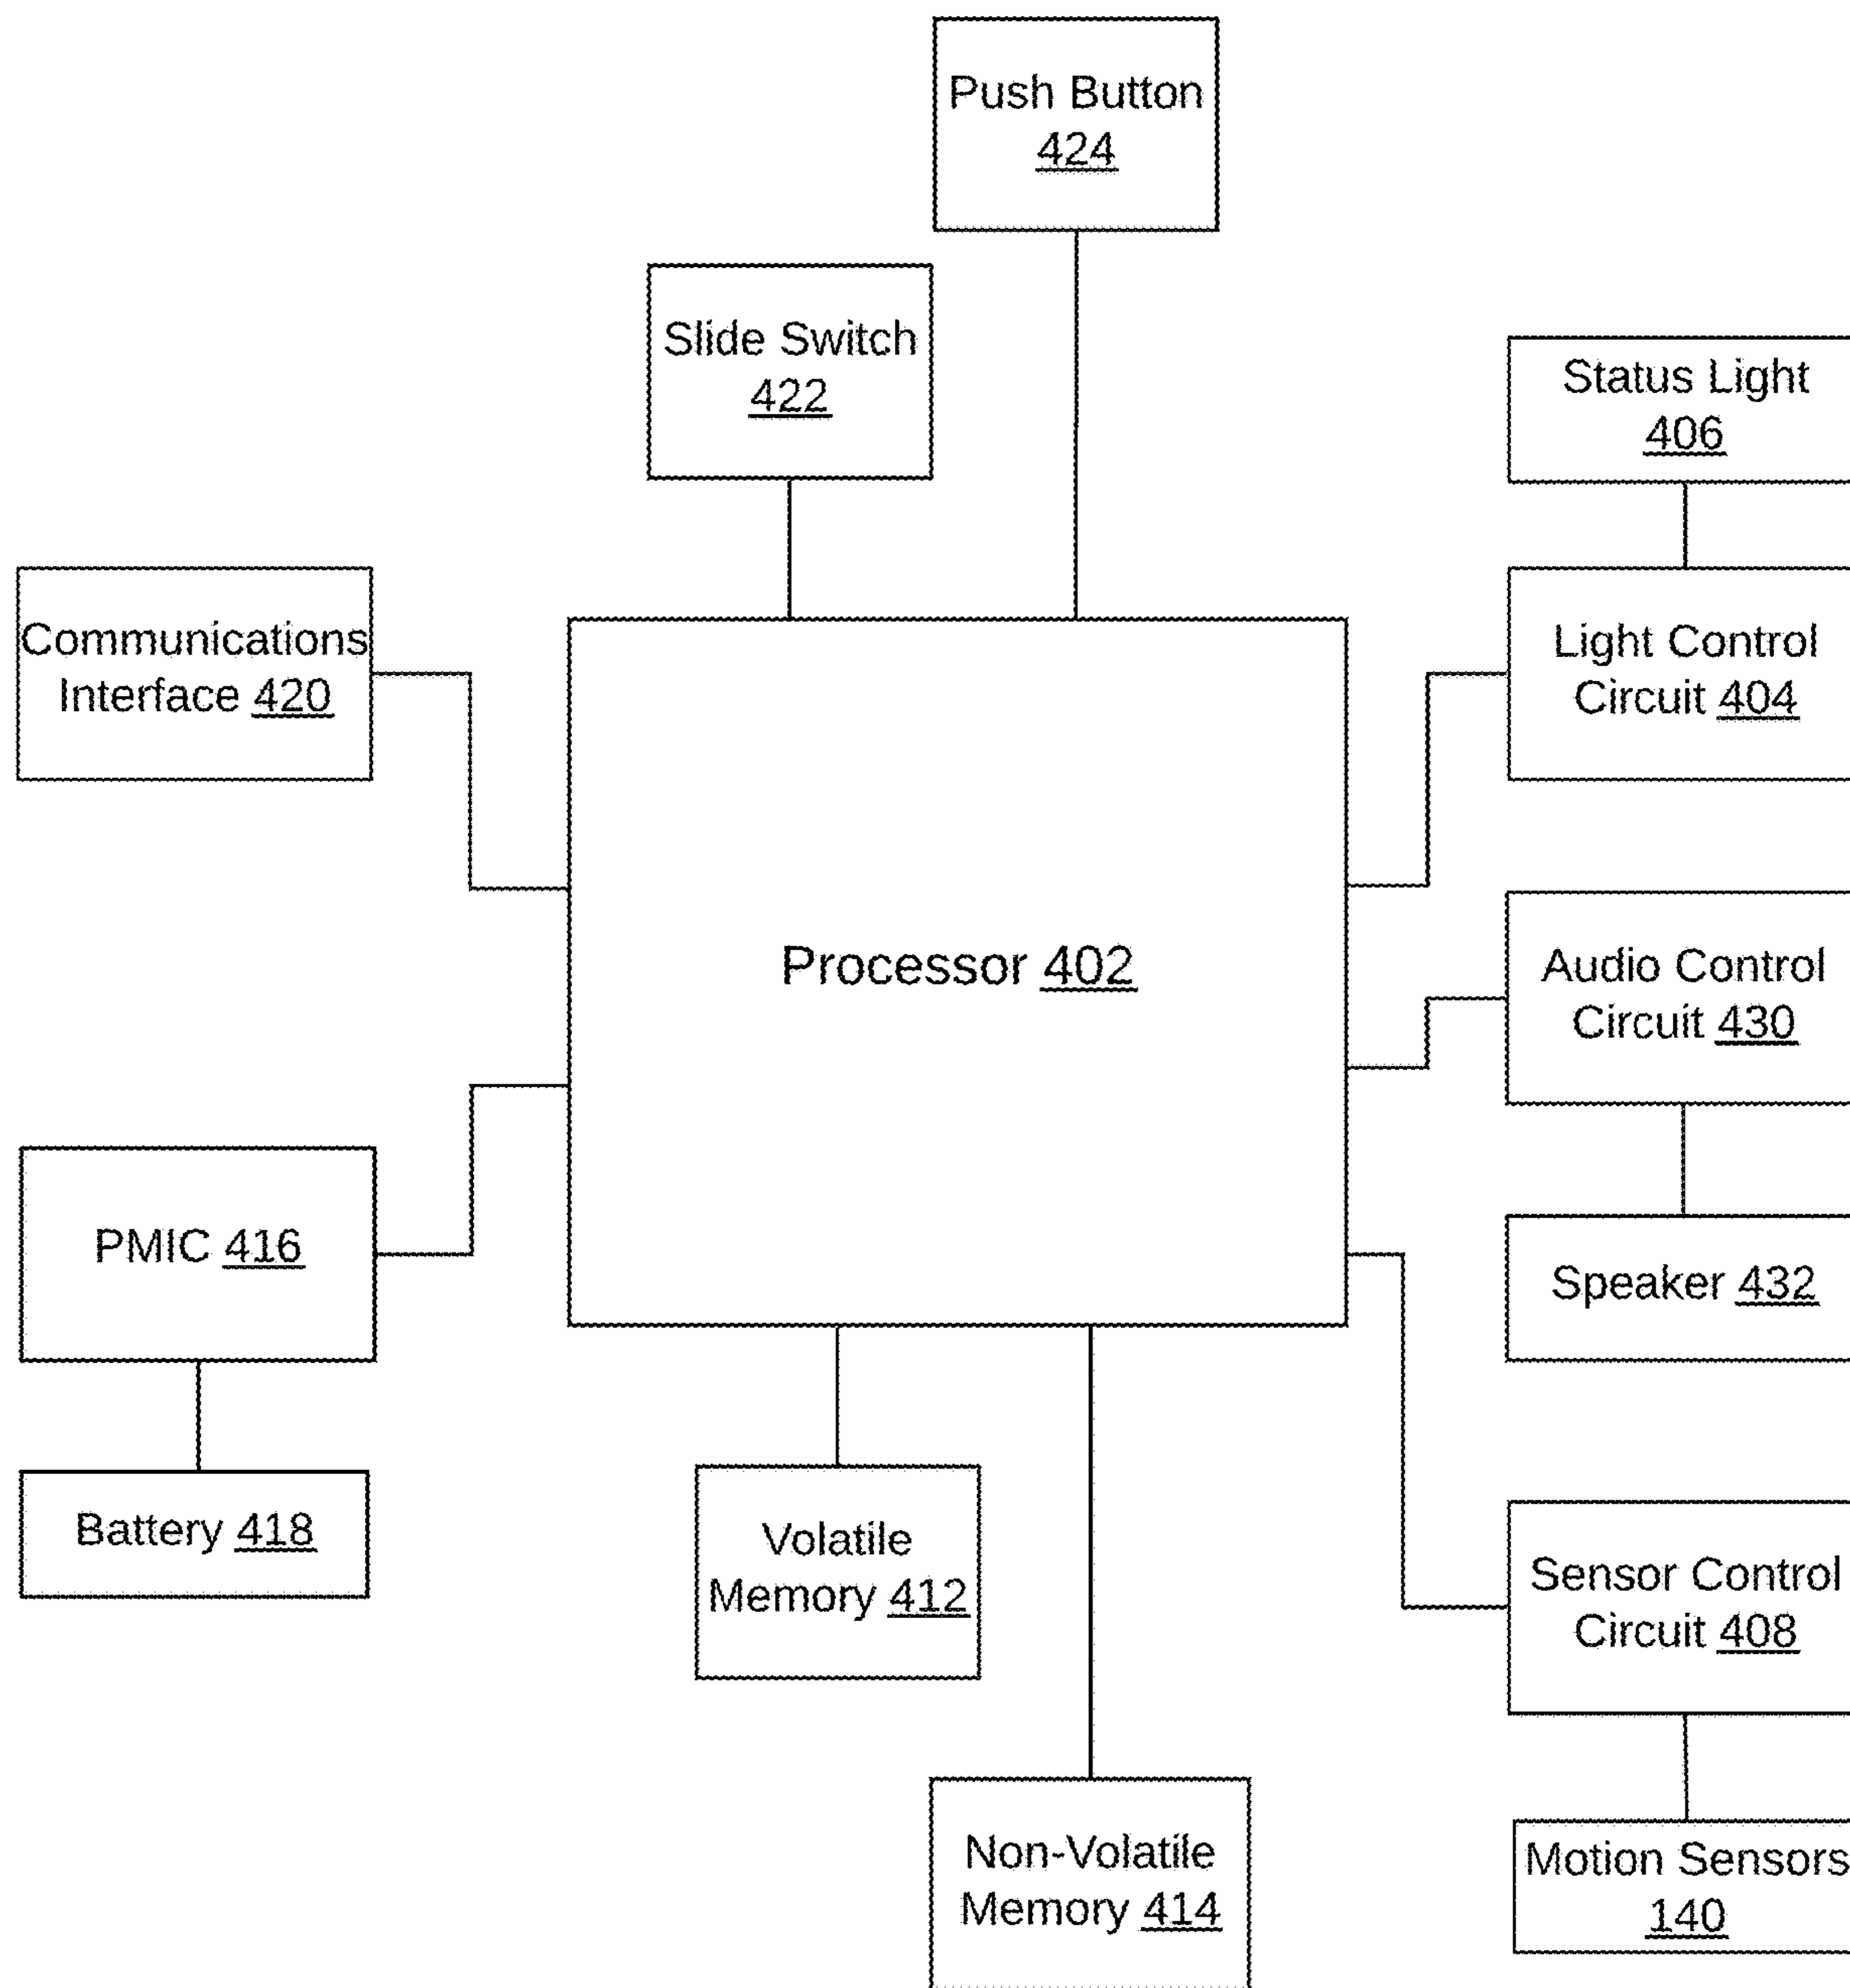 Push Button
424
Slide Switch
422
Status Light
406
Communications
Interface 420
Light Control
Circuit 404
Processor 402
Audio Control
Circuit 430
PMIC 416
Speaker 432
Battery 418
Volatile
Memory 412
Sensor Control
Circuit 408
Non-Volatile
Memory 414
Motion Sensors
140